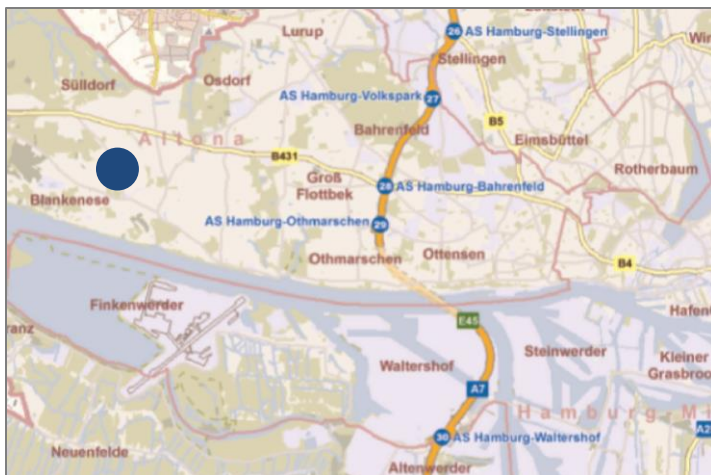 Lurup
26 AS Hamburg-Stellingen
Stellingen
Sülldorf
Osdorf
AS Hamburg-Volkspark 27
B5
Altona
Bahrenfeld
Eimsbüttel
B431
Rotherbaum
Groß
Flottbek
28 AS Hamburg-Bahrenfeld
Blankenese
AS Hamburg-Othmarschen 29
Ottensen
Othmarschen
B4
Finkenwerder
Hafen
ranz
E45
Steinwerder
Waltershof
Kleiner
Grasbroo
A7
Hamburg-Mi
A2
30 AS Hamburg-Waltershof
Neuenfelde
Altenwerder